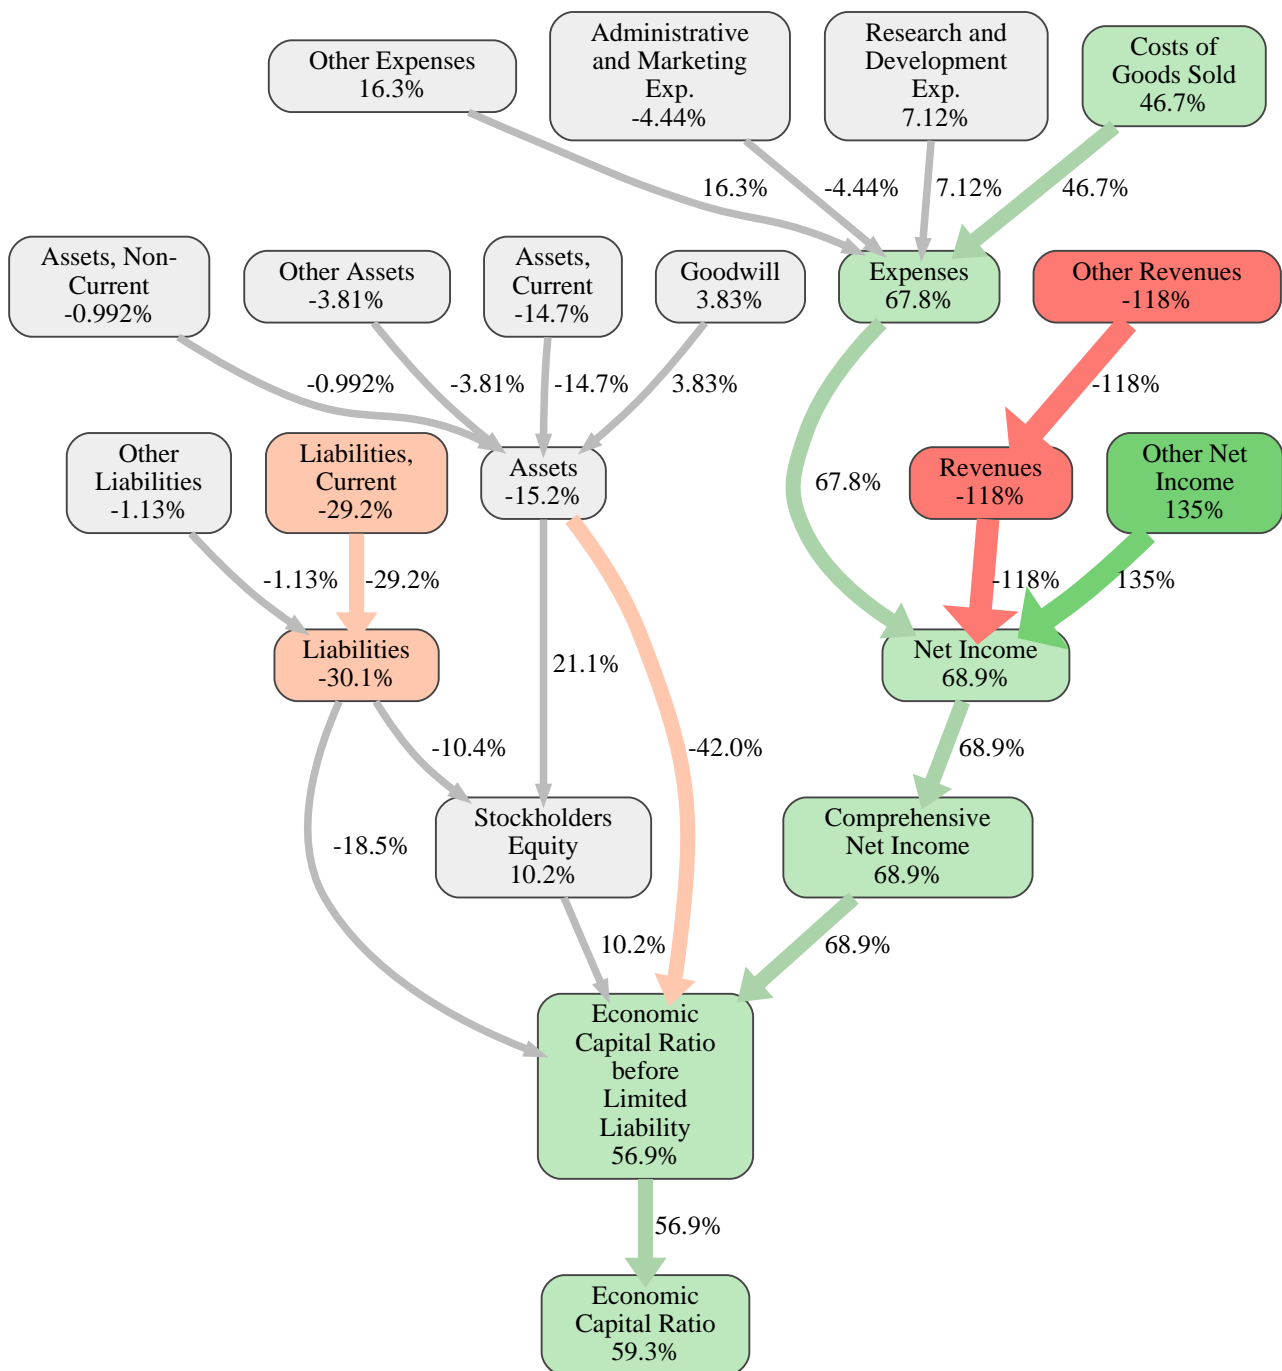 Other Expenses
16.3%
Administrative
and Marketing
Exp.
-4.44%
Research and
Development
Exp.
7.12%
Costs of
Goods Sold
46.7%
16.3%
-4.44%
7.12%
46.7%
Assets, Non-
Current
-0.992%
Other Assets
-3.81%
Assets,
Current
-14.7%
Goodwill
3.83%
Expenses
67.8%
Other Revenues
-118%
-0.992%
-3.81%
-14.7%
3.83%
-118%
Other
Liabilities
-1.13%
Liabilities,
Current
-29.2%
Assets
-15.2%
67.8%
Revenues
-118%
Other Net
Income
135%
-1.13%
-29.2%
-118%
135%
Liabilities
-30.1%
21.1%
Net Income
68.9%
-10.4%
-42.0%
68.9%
-18.5%
Stockholders
Equity
10.2%
Comprehensive
Net Income
68.9%
10.2%
68.9%
Economic
Capital Ratio
before
Limited
Liability
56.9%
56.9%
Economic
Capital Ratio
59.3%